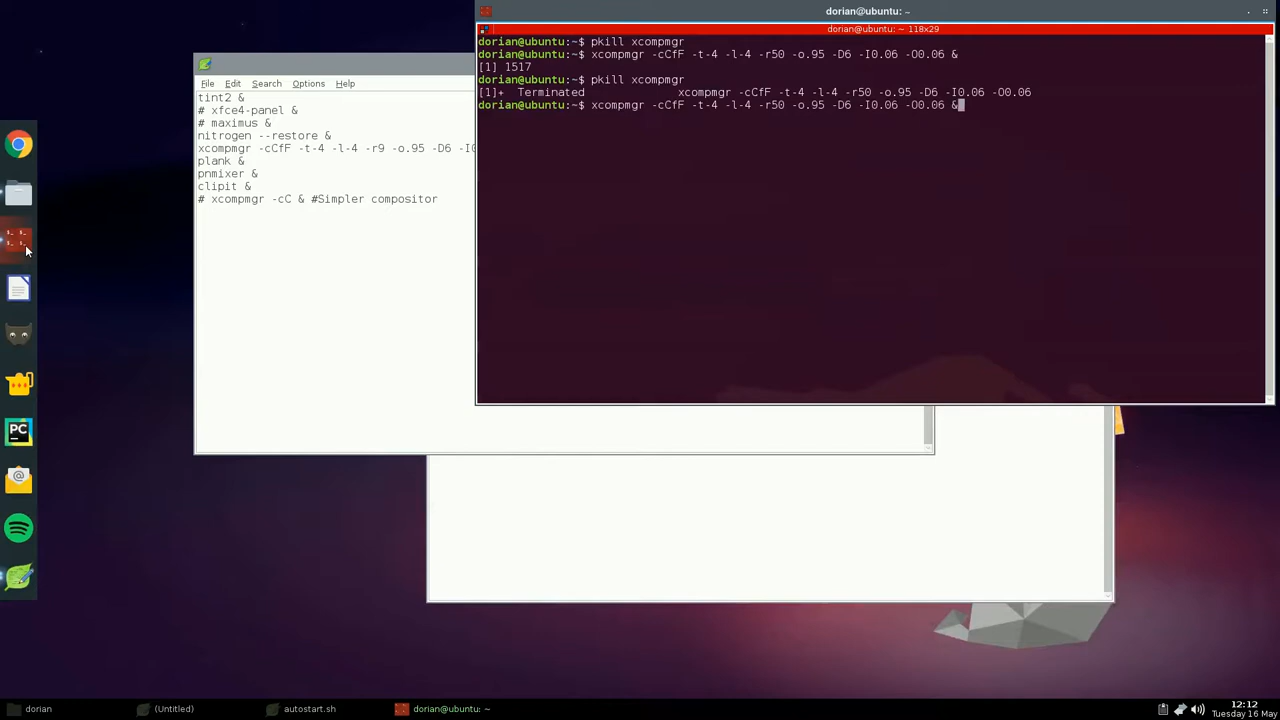 dorian@ubuntu: ~
dorian@ubuntu: ~ 118x29
dorian@ubuntu:~$ pkill xcompmgr
dorian@ubuntu:~$ xcompmgr -cCfF -t-4 -l-4 -r50 -o.95 -D6 -I0.06 -O0.06 &
[1] 1517
dorian@ubuntu:~$ pkill xcompmgr
[1]+  Terminated              xcompmgr -cCfF -t-4 -l-4 -r50 -o.95 -D6 -I0.06 -O0.06
dorian@ubuntu:~$ xcompmgr -cCfF -t-4 -l-4 -r50 -o.95 -D6 -I0.06 -O0.06 &
File Edit Search Options Help
tint2 &
# xfce4-panel &
# maximus &
nitrogen --restore &
xcompmgr -cCfF -t-4 -l-4 -r9 -o.95 -D6 -I0
plank &
pnmixer &
clipit &
# xcompmgr -cC & #Simpler compositor
PC
dorian
(Untitled)
autostart.sh
dorian@ubuntu: ~
12:12
Tuesday 16 May